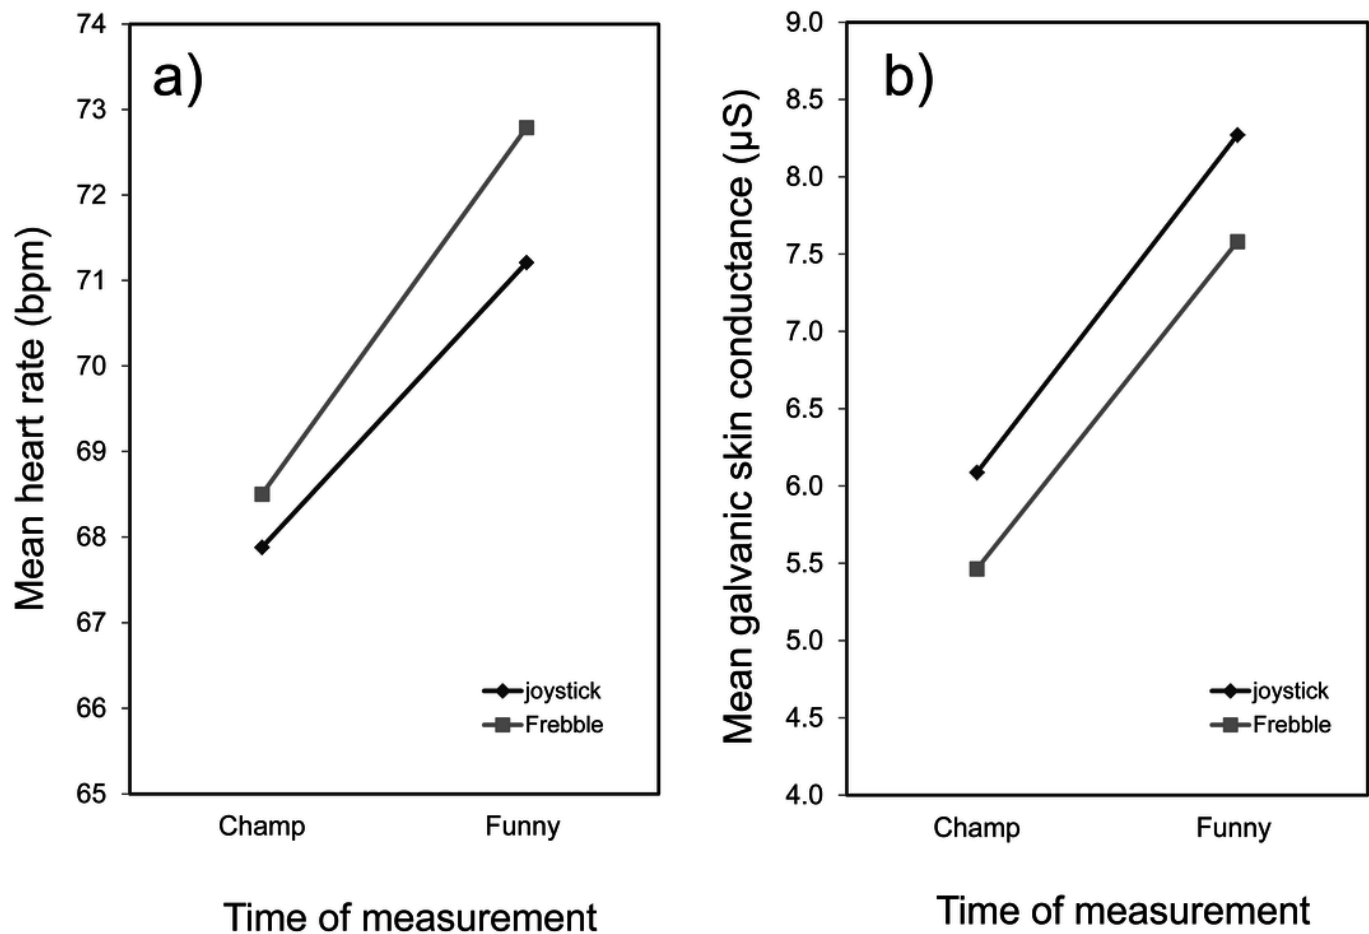 a)
Mean heart rate (bpm)
74
73
72
71
70
69
68
67
66
65
joystick
Frebble
Champ
Funny
Time of measurement
b)
Mean galvanic skin conductance (μS)
9.0
8.5
8.0
7.5
7.0
6.5
6.0
5.5
5.0
4.5
4.0
joystick
Frebble
Champ
Funny
Time of measurement